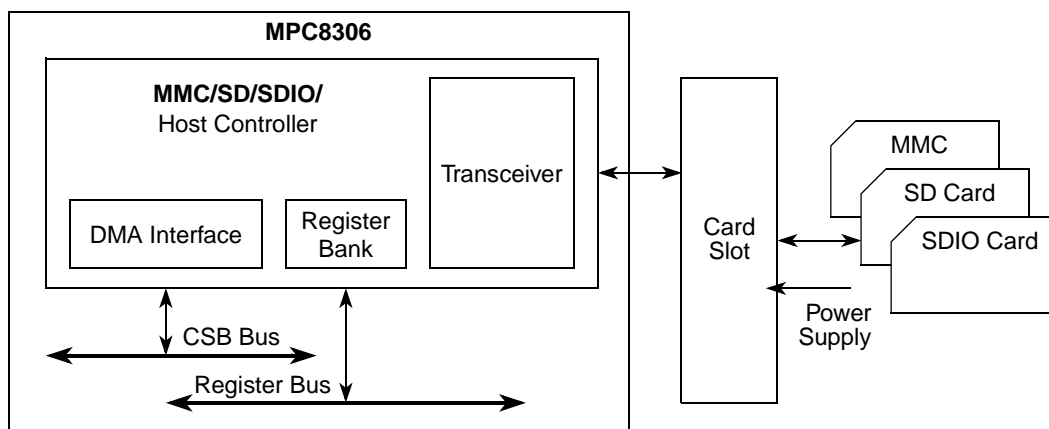 MPC8306
MMC/SD/SDIO/
Host Controller
Transceiver
DMA Interface
Register
Bank
CSB Bus
Register Bus
Card
Slot
MMC
SD Card
SDIO Card
Power
Supply